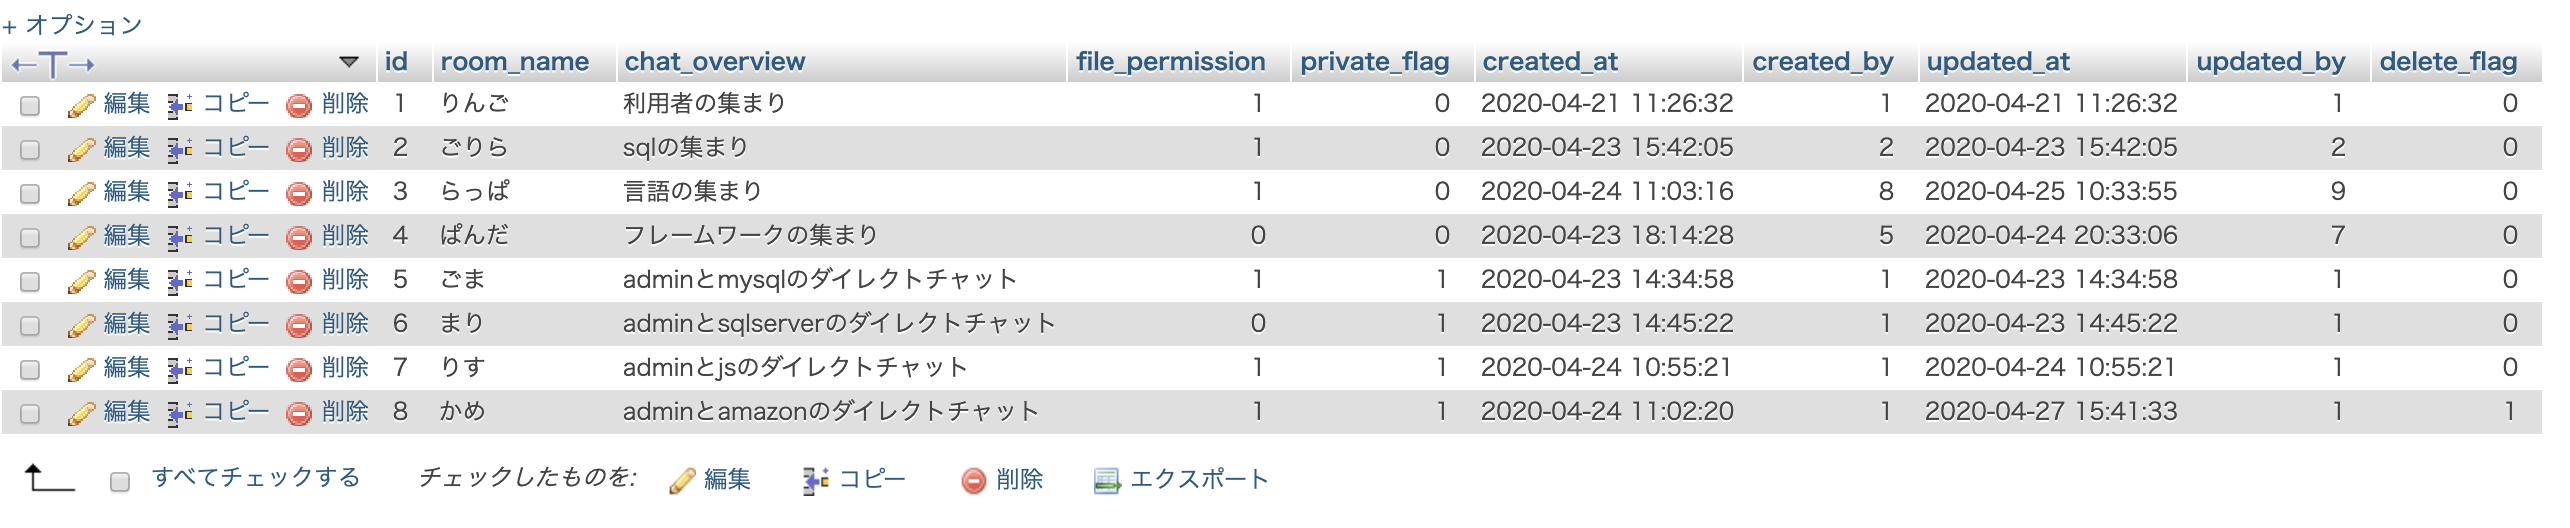 + オプション
←T→ ▼ id room_name chat_overview file_permission private_flag created_at created_by updated_at updated_by delete_flag
編集 コピー 削除 1 りんご 利用者の集まり 1 0 2020-04-21 11:26:32 1 2020-04-21 11:26:32 1 0
編集 コピー 削除 2 ごりら sqlの集まり 1 0 2020-04-23 15:42:05 2 2020-04-23 15:42:05 2 0
編集 コピー 削除 3 らっぱ 言語の集まり 1 0 2020-04-24 11:03:16 8 2020-04-25 10:33:55 9 0
編集 コピー 削除 4 ぱんだ フレームワークの集まり 0 0 2020-04-23 18:14:28 5 2020-04-24 20:33:06 7 0
編集 コピー 削除 5 ごま adminとmysqlのダイレクトチャット 1 1 2020-04-23 14:34:58 1 2020-04-23 14:34:58 1 0
編集 コピー 削除 6 まり adminとsqlserverのダイレクトチャット 0 1 2020-04-23 14:45:22 1 2020-04-23 14:45:22 1 0
編集 コピー 削除 7 りす adminとjsのダイレクトチャット 1 1 2020-04-24 10:55:21 1 2020-04-24 10:55:21 1 0
編集 コピー 削除 8 かめ adminとamazonのダイレクトチャット 1 1 2020-04-24 11:02:20 1 2020-04-27 15:41:33 1 1
すべてチェックする チェックしたものを: 編集 コピー 削除 エクスポート